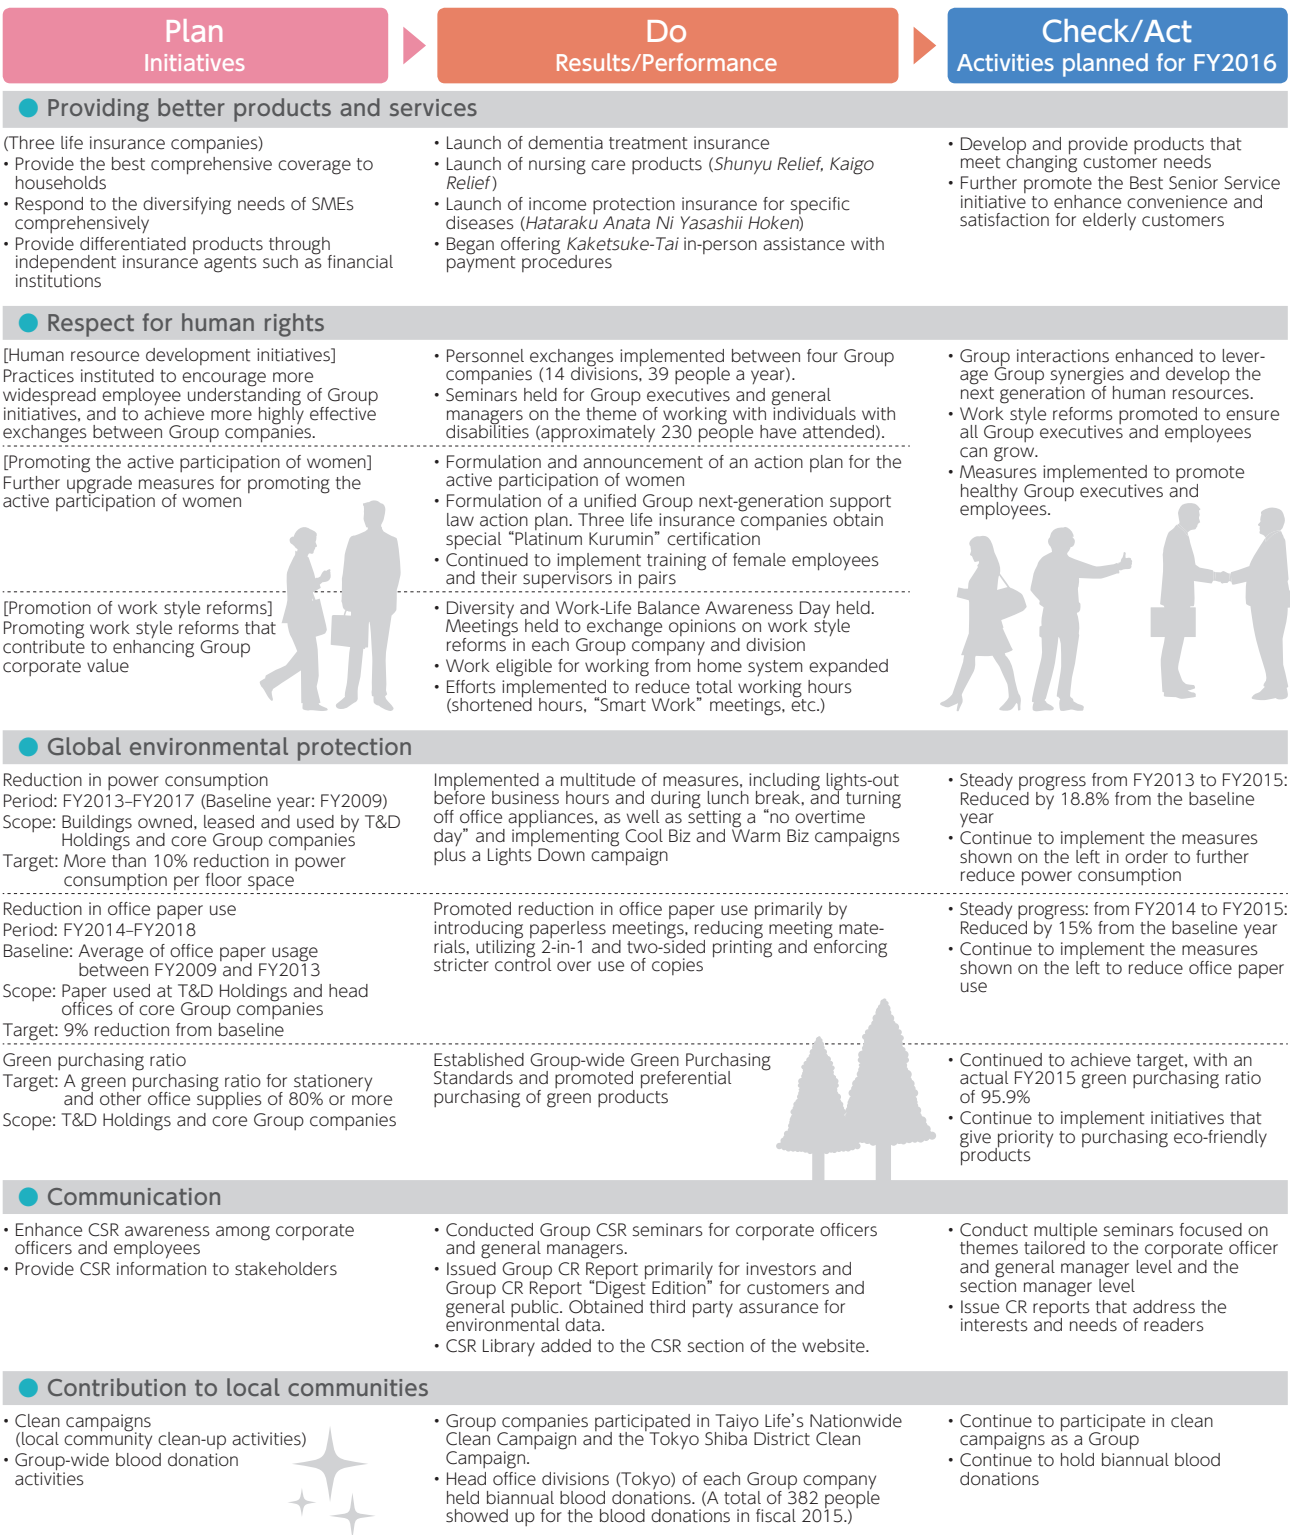 Plan
Initiatives
Do
Results/Performance
Check/Act
Activities planned for FY2016
Providing better products and services
(Three life insurance companies)
• Provide the best comprehensive coverage to
households
• Respond to the diversifying needs of SMEs
comprehensively
• Provide differentiated products through
independent insurance agents such as financial
institutions
• Launch of dementia treatment insurance
• Launch of nursing care products (Shunyu Relief, Kaigo
Relief)
• Launch of income protection insurance for specific
diseases (Hataraku Anata Ni Yasashii Hoken)
• Began offering Kaketsuke-Tai in-person assistance with
payment procedures
• Develop and provide products that
meet changing customer needs
• Further promote the Best Senior Service
initiative to enhance convenience and
satisfaction for elderly customers
Respect for human rights
[Human resource development initiatives]
Practices instituted to encourage more
widespread employee understanding of Group
initiatives, and to achieve more highly effective
exchanges between Group companies.
• Personnel exchanges implemented between four Group
companies (14 divisions, 39 people a year).
• Seminars held for Group executives and general
managers on the theme of working with individuals with
disabilities (approximately 230 people have attended).
• Group interactions enhanced to lever-
age Group synergies and develop the
next generation of human resources.
• Work style reforms promoted to ensure
all Group executives and employees
can grow.
• Measures implemented to promote
healthy Group executives and
employees.
[Promoting the active participation of women]
Further upgrade measures for promoting the
active participation of women
• Formulation and announcement of an action plan for the
active participation of women
• Formulation of a unified Group next-generation support
law action plan. Three life insurance companies obtain
special “Platinum Kurumin” certification
• Continued to implement training of female employees
and their supervisors in pairs
[Promotion of work style reforms]
Promoting work style reforms that
contribute to enhancing Group
corporate value
• Diversity and Work-Life Balance Awareness Day held.
Meetings held to exchange opinions on work style
reforms in each Group company and division
• Work eligible for working from home system expanded
• Efforts implemented to reduce total working hours
(shortened hours, “Smart Work” meetings, etc.)
Global environmental protection
Reduction in power consumption
Period: FY2013–FY2017 (Baseline year: FY2009)
Scope: Buildings owned, leased and used by T&D
Holdings and core Group companies
Target: More than 10% reduction in power
consumption per floor space
Implemented a multitude of measures, including lights-out
before business hours and during lunch break, and turning
off office appliances, as well as setting a “no overtime
day” and implementing Cool Biz and Warm Biz campaigns
plus a Lights Down campaign
• Steady progress from FY2013 to FY2015:
Reduced by 18.8% from the baseline
year
• Continue to implement the measures
shown on the left in order to further
reduce power consumption
Reduction in office paper use
Period: FY2014–FY2018
Baseline: Average of office paper usage
between FY2009 and FY2013
Scope: Paper used at T&D Holdings and head
offices of core Group companies
Target: 9% reduction from baseline
Promoted reduction in office paper use primarily by
introducing paperless meetings, reducing meeting mate-
rials, utilizing 2-in-1 and two-sided printing and enforcing
stricter control over use of copies
• Steady progress: from FY2014 to FY2015:
Reduced by 15% from the baseline year
• Continue to implement the measures
shown on the left to reduce office paper
use
Green purchasing ratio
Target: A green purchasing ratio for stationery
and other office supplies of 80% or more
Scope: T&D Holdings and core Group companies
Established Group-wide Green Purchasing
Standards and promoted preferential
purchasing of green products
• Continued to achieve target, with an
actual FY2015 green purchasing ratio
of 95.9%
• Continue to implement initiatives that
give priority to purchasing eco-friendly
products
Communication
• Enhance CSR awareness among corporate
officers and employees
• Provide CSR information to stakeholders
• Conducted Group CSR seminars for corporate officers
and general managers.
• Issued Group CR Report primarily for investors and
Group CR Report “Digest Edition” for customers and
general public. Obtained third party assurance for
environmental data.
• CSR Library added to the CSR section of the website.
• Conduct multiple seminars focused on
themes tailored to the corporate officer
and general manager level and the
section manager level
• Issue CR reports that address the
interests and needs of readers
Contribution to local communities
• Clean campaigns
(local community clean-up activities)
• Group-wide blood donation
activities
• Group companies participated in Taiyo Life’s Nationwide
Clean Campaign and the Tokyo Shiba District Clean
Campaign.
• Head office divisions (Tokyo) of each Group company
held biannual blood donations. (A total of 382 people
showed up for the blood donations in fiscal 2015.)
• Continue to participate in clean
campaigns as a Group
• Continue to hold biannual blood
donations